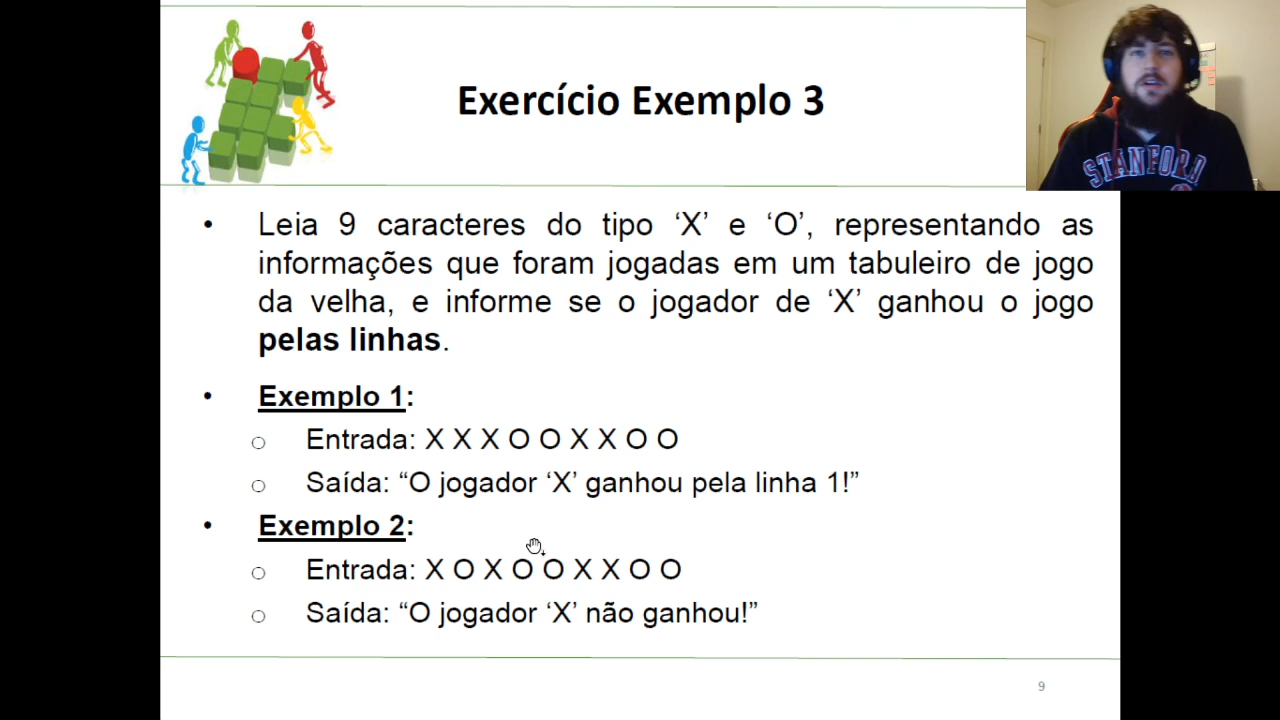 Exercício Exemplo 3
STANFORD
• Leia 9 caracteres do tipo ‘X’ e ‘O’, representando as
informações que foram jogadas em um tabuleiro de jogo
da velha, e informe se o jogador de ‘X’ ganhou o jogo
pelas linhas.
• Exemplo 1:
○ Entrada: X X X O O X X O O
○ Saída: “O jogador ‘X’ ganhou pela linha 1!”
• Exemplo 2:
○ Entrada: X O X O O X X O O
○ Saída: “O jogador ‘X’ não ganhou!”
9